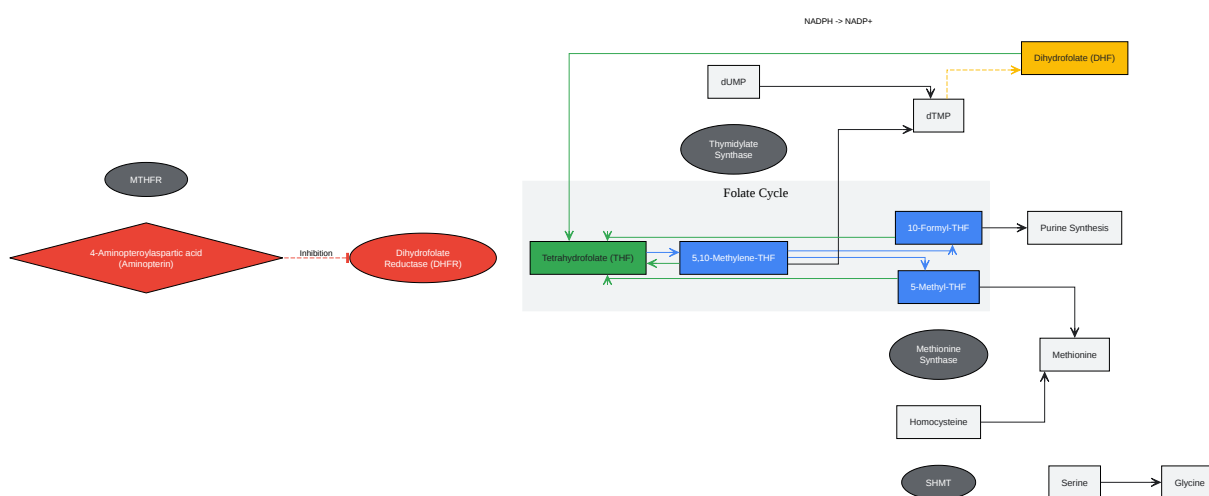 NADPH -> NADP+
Dihydrofolate (DHF)
dUMP
dTMP
Thymidylate
Synthase
MTHFR
Folate Cycle
4-Aminopteroylaspartic acid
(Aminopterin)
Inhibition
Dihydrofolate
Reductase (DHFR)
Tetrahydrofolate (THF)
5,10-Methylene-THF
10-Formyl-THF
Purine Synthesis
5-Methyl-THF
Methionine
Synthase
Methionine
Homocysteine
SHMT
Serine
Glycine